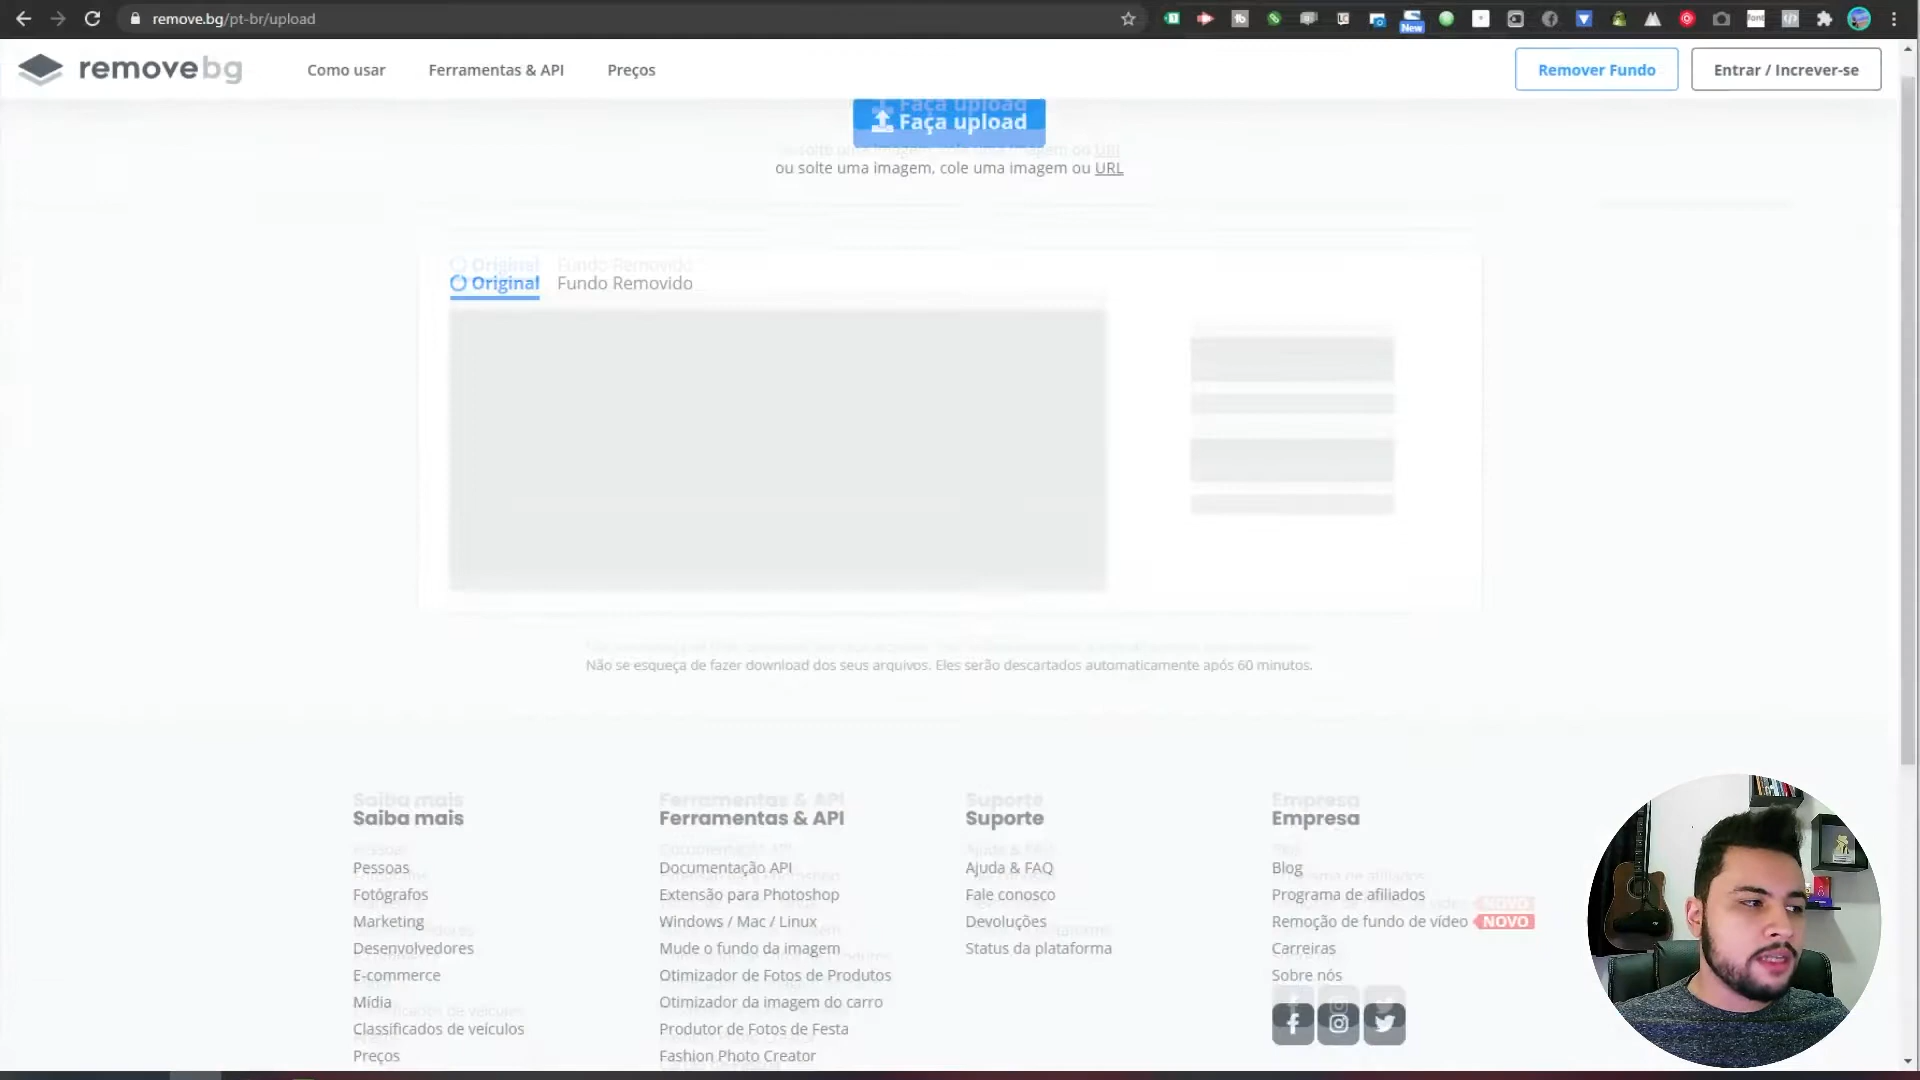 remove.bg/pt-br/upload
New
removebg
Como usar
Ferramentas & API
Preços
Remover Fundo
Entrar / Increver-se
Faça upload
ou solte uma imagem, cole uma imagem ou URL
Original
Fundo Removido
Não se esqueça de fazer download dos seus arquivos. Eles serão descartados automaticamente após 60 minutos.
Saiba mais
Pessoas
Fotógrafos
Marketing
Desenvolvedores
E-commerce
Mídia
Classificados de veículos
Preços
Ferramentas & API
Documentação API
Extensão para Photoshop
Windows / Mac / Linux
Mude o fundo da imagem
Otimizador de Fotos de Produtos
Otimizador da imagem do carro
Produtor de Fotos de Festa
Fashion Photo Creator
Suporte
Ajuda & FAQ
Fale conosco
Devoluções
Status da plataforma
Empresa
Blog
Programa de afiliados
Remoção de fundo de vídeo NOVO
Carreiras
Sobre nós